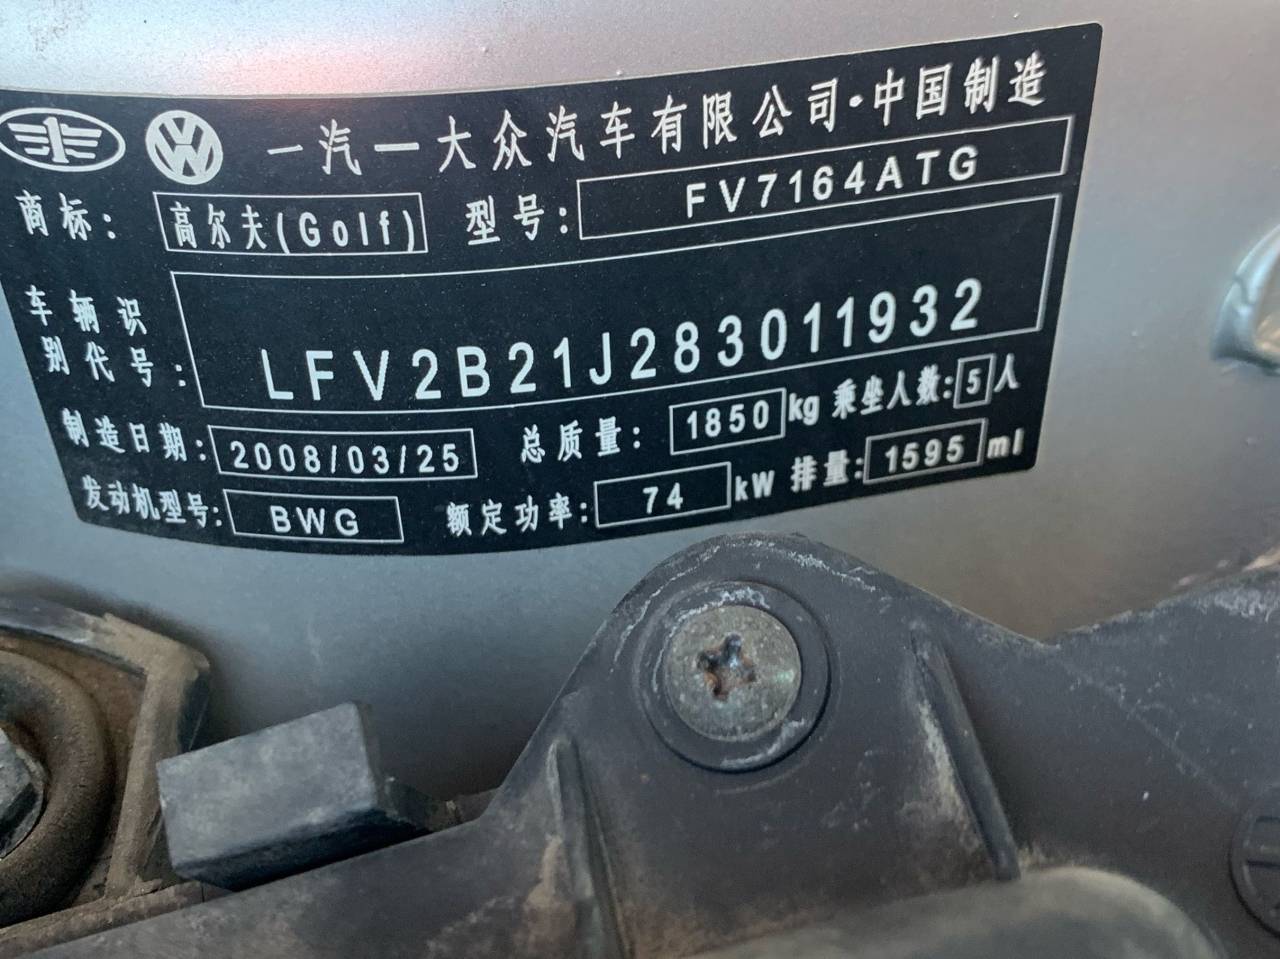 一汽-大众汽车有限公司·中国制造
商标: 高尔夫(Golf) 型号: FV7164ATG
车辆识别代号: LFV2B21J283011932
制造日期: 2008/03/25 总质量: 1850 kg 乘坐人数: 5 人
发动机型号: BWG 额定功率: 74 kW 排量: 1595 ml